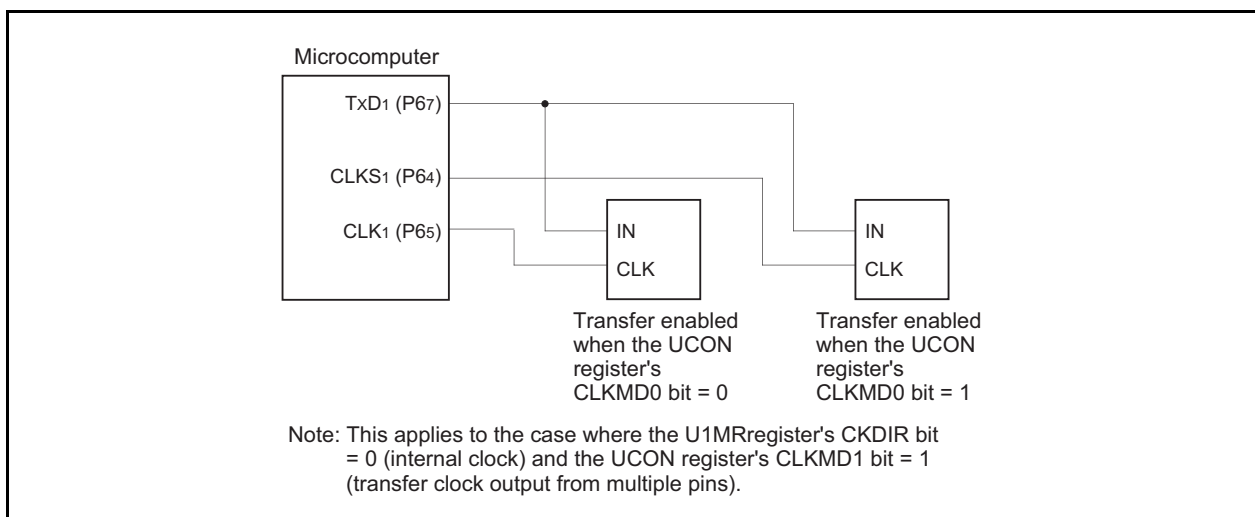 Microcomputer
TxD1 (P67)
CLKS1 (P64)
CLK1 (P65)
IN
CLK
IN
CLK
Transfer enabled
when the UCON
register's
CLKMD0 bit = 0
Transfer enabled
when the UCON
register's
CLKMD0 bit = 1
Note: This applies to the case where the U1MRregister's CKDIR bit
= 0 (internal clock) and the UCON register's CLKMD1 bit = 1
(transfer clock output from multiple pins).